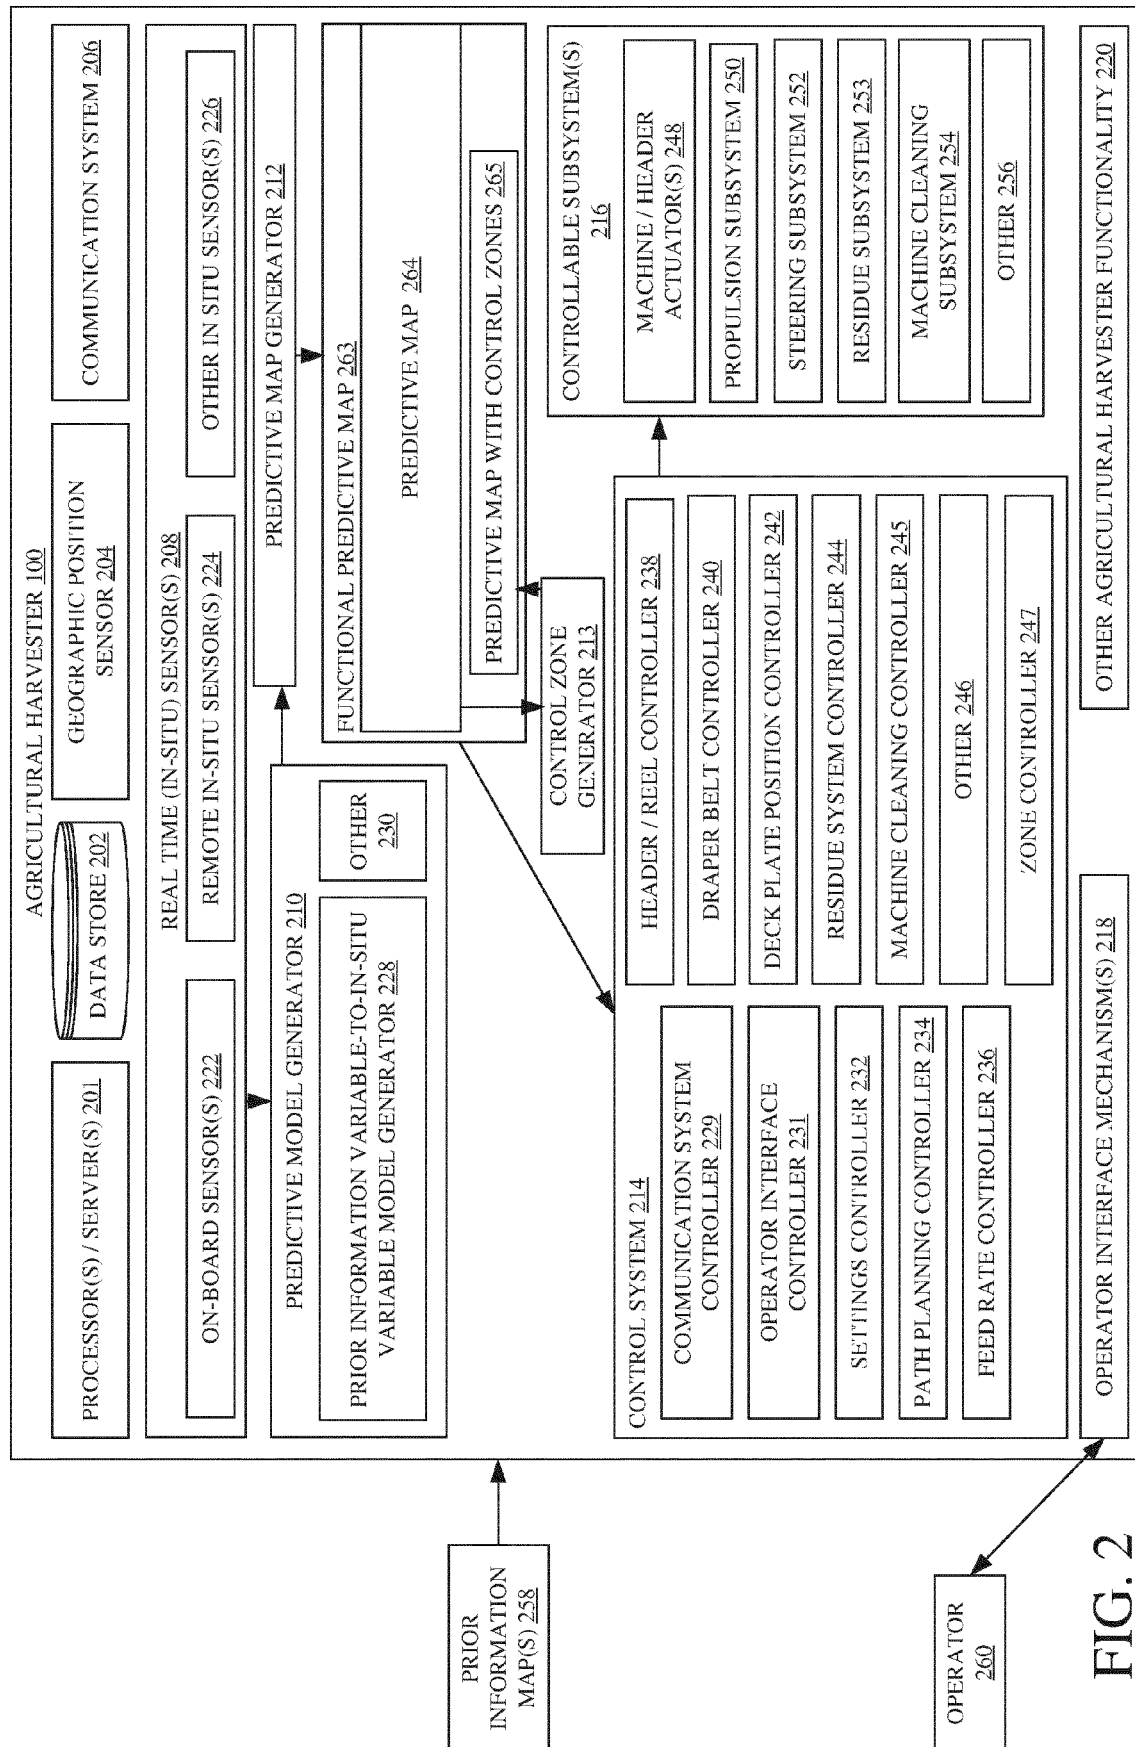 AGRICULTURAL HARVESTER 100
PROCESSOR(S) / SERVER(S) 201
DATA STORE 202
GEOGRAPHIC POSITION
SENSOR 204
COMMUNICATION SYSTEM 206
REAL TIME (IN-SITU) SENSOR(S) 208
ON-BOARD SENSOR(S) 222
REMOTE IN-SITU SENSOR(S) 224
OTHER IN SITU SENSOR(S) 226
PREDICTIVE MODEL GENERATOR 210
PRIOR INFORMATION VARIABLE-TO-IN-SITU
VARIABLE MODEL GENERATOR 228
OTHER
230
PREDICTIVE MAP GENERATOR 212
FUNCTIONAL PREDICTIVE MAP 263
PREDICTIVE MAP 264
PREDICTIVE MAP WITH CONTROL ZONES 265
CONTROL ZONE
GENERATOR 213
PRIOR
INFORMATION
MAP(S) 258
CONTROL SYSTEM 214
COMMUNICATION SYSTEM
CONTROLLER 229
OPERATOR INTERFACE
CONTROLLER 231
SETTINGS CONTROLLER 232
PATH PLANNING CONTROLLER 234
FEED RATE CONTROLLER 236
HEADER / REEL CONTROLLER 238
DRAPER BELT CONTROLLER 240
DECK PLATE POSITION CONTROLLER 242
RESIDUE SYSTEM CONTROLLER 244
MACHINE CLEANING CONTROLLER 245
OTHER 246
ZONE CONTROLLER 247
CONTROLLABLE SUBSYSTEM(S)
216
MACHINE / HEADER
ACTUATOR(S) 248
PROPULSION SUBSYSTEM 250
STEERING SUBSYSTEM 252
RESIDUE SUBSYSTEM 253
MACHINE CLEANING
SUBSYSTEM 254
OTHER 256
OPERATOR INTERFACE MECHANISM(S) 218
OTHER AGRICULTURAL HARVESTER FUNCTIONALITY 220
OPERATOR
260
FIG. 2